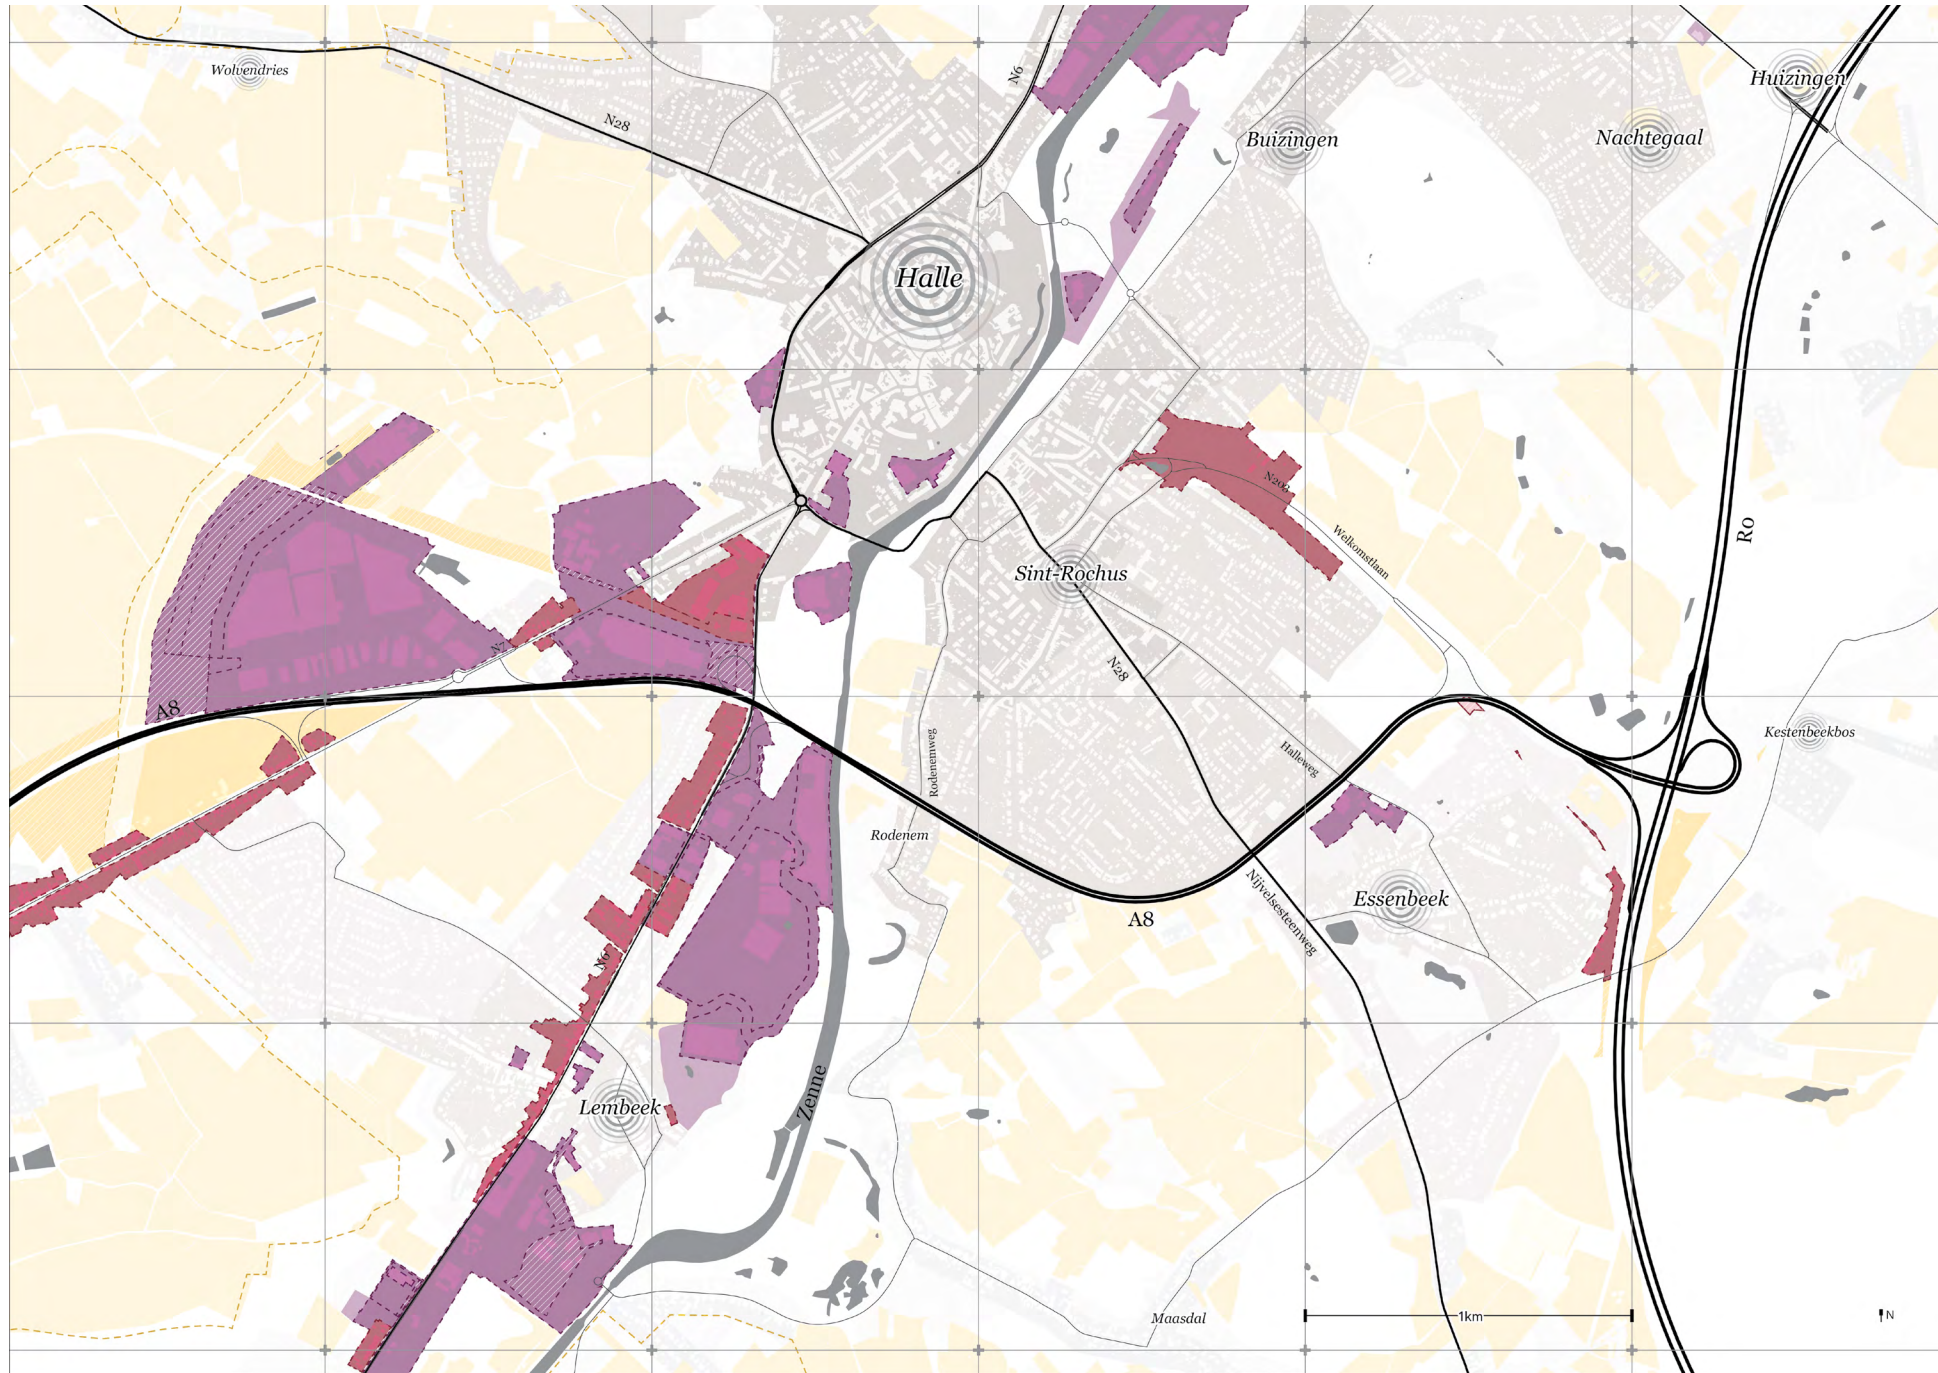 Wolvendries
N6
Huizingen
N28
Buizingen
Nachtegaal
Halle
N203
Welkomstlaan
R0
Sint-Rochus
N7
N28
A8
Rodenemweg
Halleweg
Kestenbeekbos
Rodenem
Nijvelsesteenweg
Essenbeek
A8
N6
Zenne
Lembeek
Maasdal
1km
N